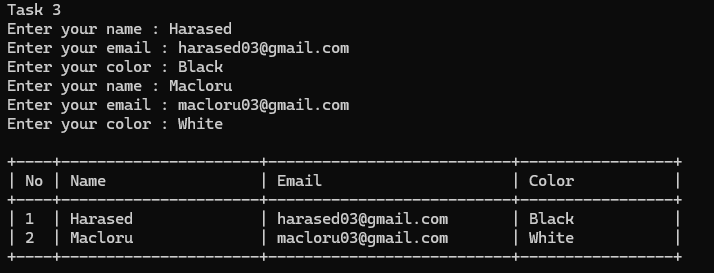 Task 3
Enter your name : Harased
Enter your email : harased03@gmail.com
Enter your color : Black
Enter your name : Macloru
Enter your email : macloru03@gmail.com
Enter your color : White
+----+----------------------+---------------------------+-----------------+
| No | Name                 | Email                     | Color           |
+----+----------------------+---------------------------+-----------------+
| 1  | Harased              | harased03@gmail.com       | Black           |
| 2  | Macloru              | macloru03@gmail.com       | White           |
+----+----------------------+---------------------------+-----------------+